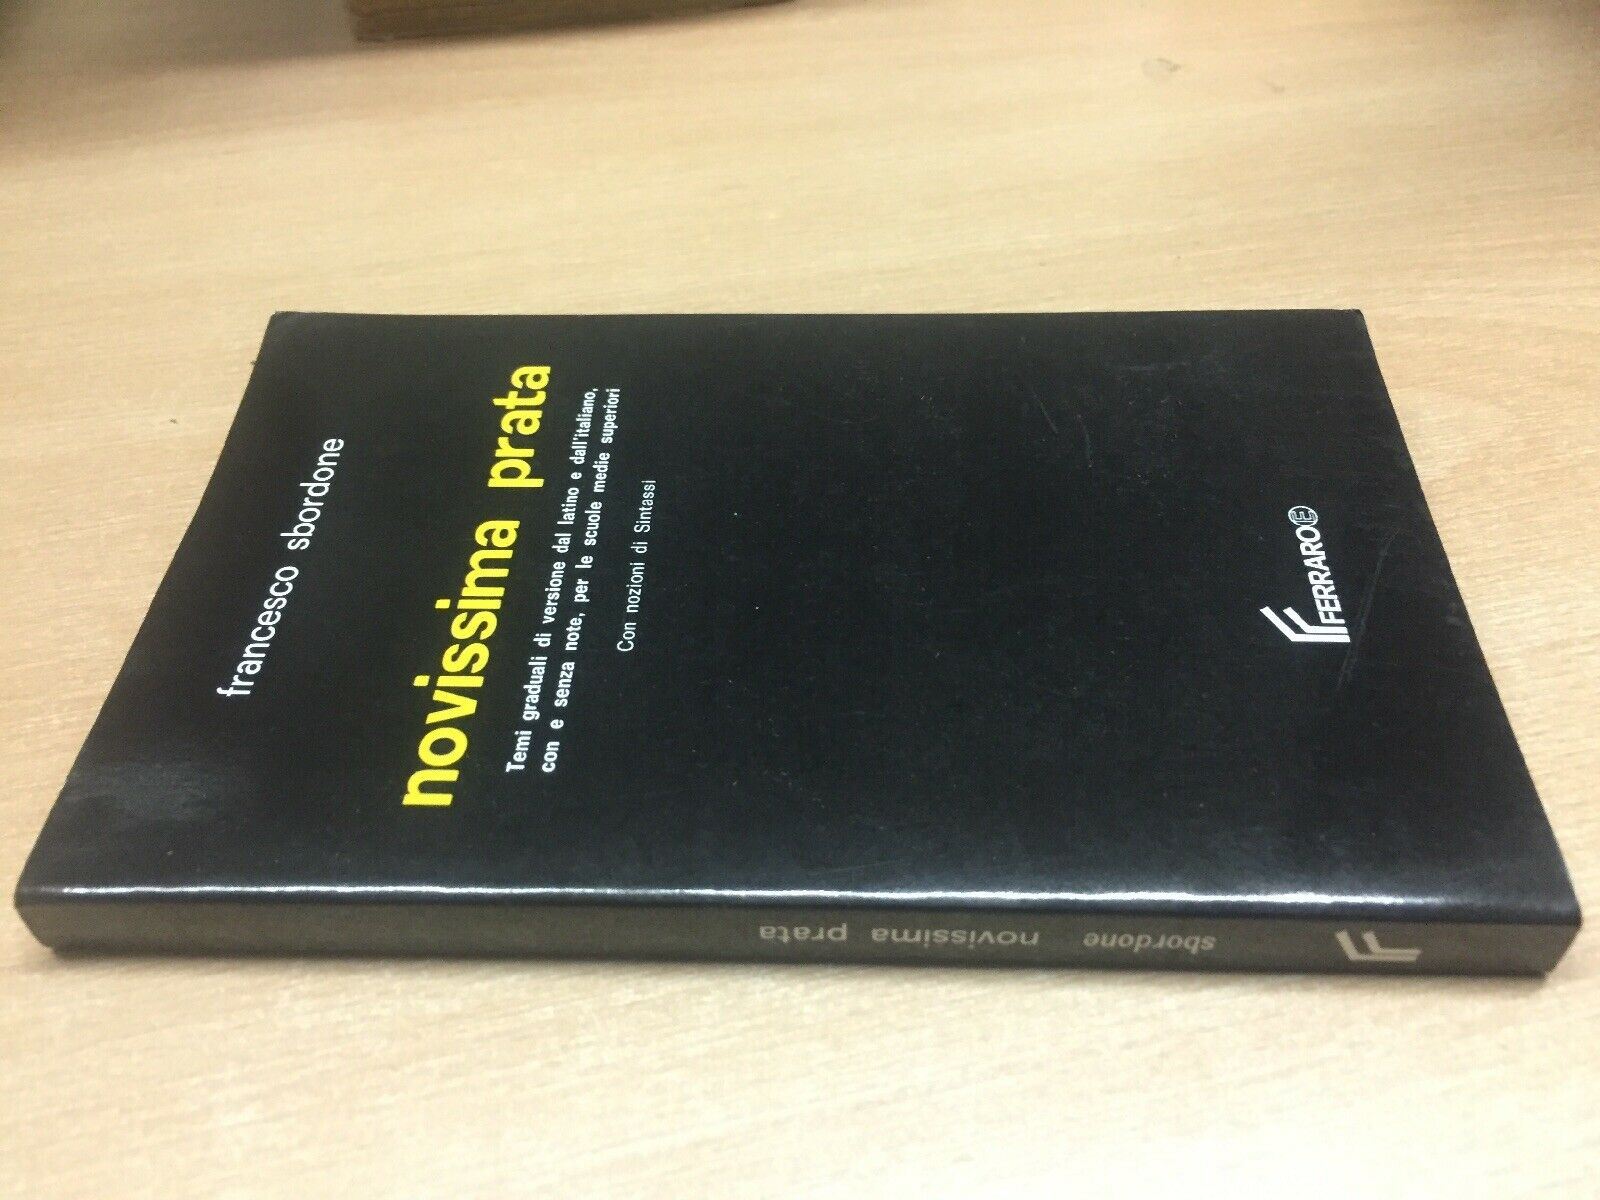 francesco sbordone
novissima prata
Temi graduali di versione dal latino e dall'italiano,
con e senza note, per le scuole medie superiori
Con nozioni di Sintassi
FERRARO E
sbordone novissima prata